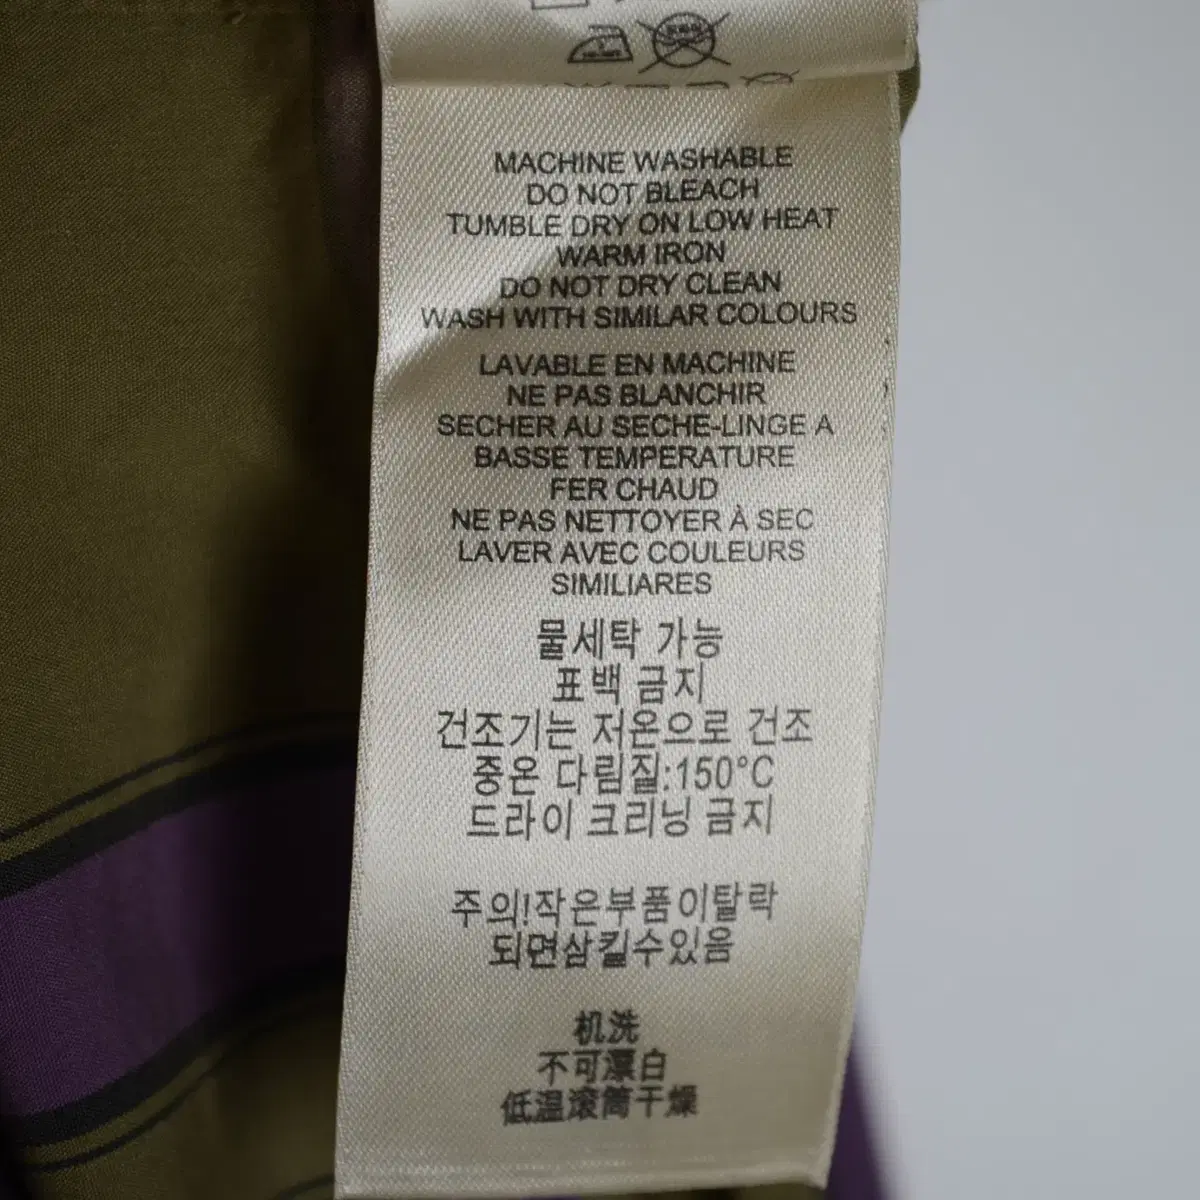 MACHINE WASHABLE
DO NOT BLEACH
TUMBLE DRY ON LOW HEAT
WARM IRON
DO NOT DRY CLEAN
WASH WITH SIMILAR COLOURS
LAVABLE EN MACHINE
NE PAS BLANCHIR
SECHER AU SECHE-LINGE A
BASSE TEMPERATURE
FER CHAUD
NE PAS NETTOYER À SEC
LAVER AVEC COULEURS
SIMILIARES
물세탁 가능
표백 금지
건조기는 저온으로 건조
중온 다림질:150°C
드라이 크리닝 금지
주의!작은부품이탈락
되면삼킬수있음
机洗
不可漂白
低温滚筒干燥